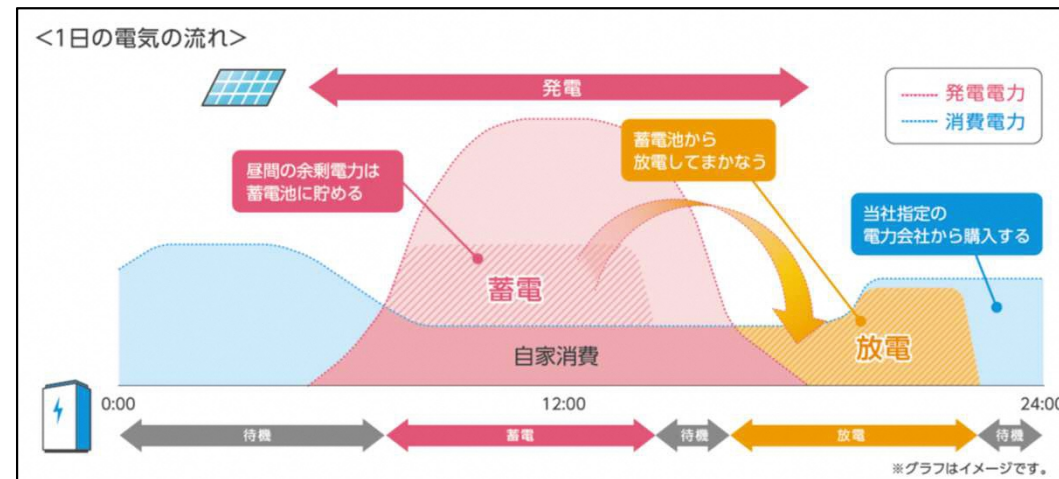 <1日の電気の流れ>
発電
発電電力
消費電力
昼間の余剰電力は
蓄電池に貯める
蓄電池から
放電してまかなう
当社指定の
電力会社から購入する
蓄電
自家消費
放電
0:00
12:00
24:00
待機
蓄電
待機
放電
待機
※グラフはイメージです。